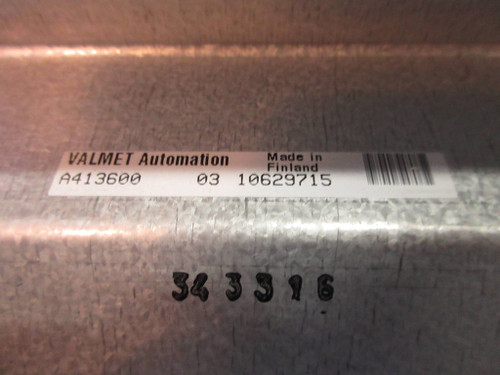 VALMET Automation Made in
Finland
A413600 03 10629715
343316